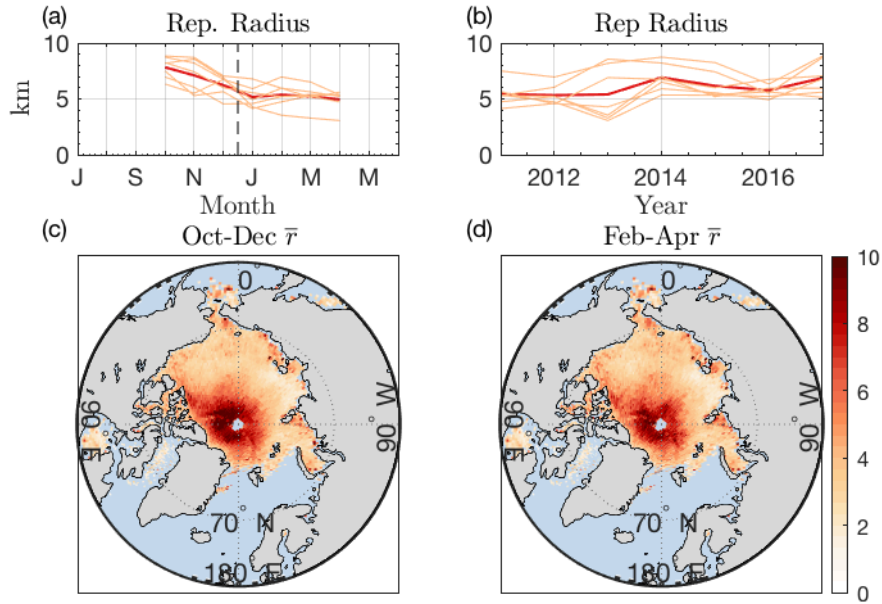 (a) Rep. Radius
10
5
0
km
J S N J M M
Month
(b) Rep Radius
10
5
0
2012 2014 2016
Year
(c) Oct-Dec r̅
0
90 E
90 W
70 N
180 E
(d) Feb-Apr r̅
0
90 E
90 W
70 N
180 E
10
8
6
4
2
0